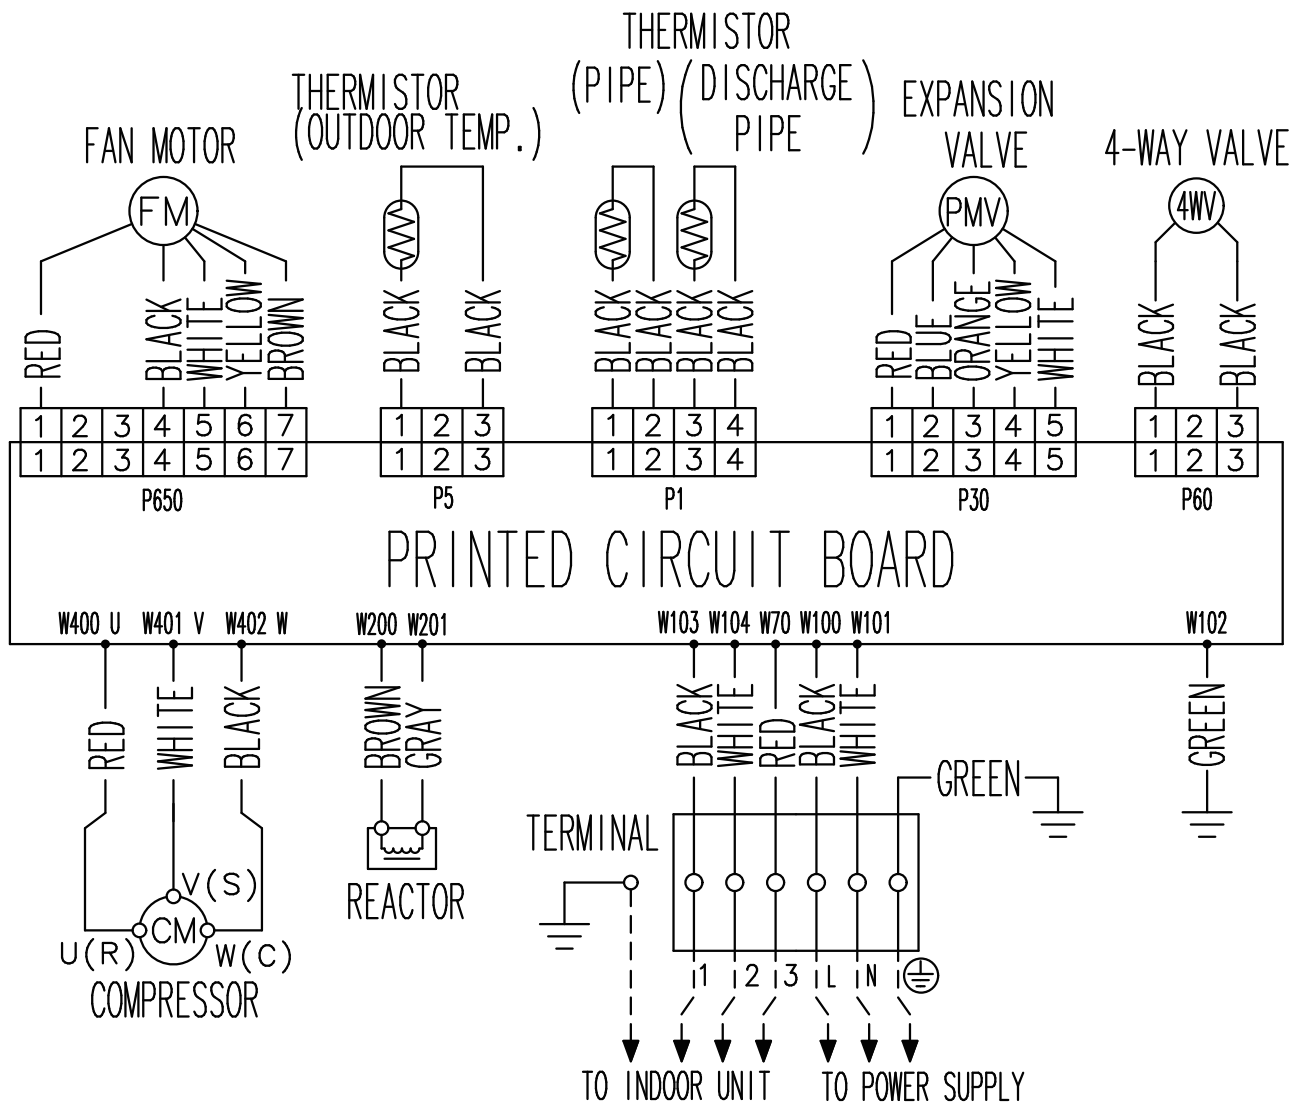 THERMISTOR
(PIPE) (DISCHARGE PIPE)
THERMISTOR
(OUTDOOR TEMP.)
EXPANSION
VALVE
FAN MOTOR
4-WAY VALVE
FM
PMV
4WV
RED BLACK WHITE YELLOW BROWN
BLACK BLACK
BLACK BLACK BLACK BLACK
RED BLUE ORANGE YELLOW WHITE
BLACK BLACK
1 2 3 4 5 6 7
1 2 3
1 2 3 4
1 2 3 4 5
1 2 3
1 2 3 4 5 6 7
1 2 3
1 2 3 4
1 2 3 4 5
1 2 3
P650
P5
P1
P30
P60
PRINTED CIRCUIT BOARD
W400 U W401 V W402 W
W200 W201
W103 W104 W70 W100 W101
W102
RED WHITE BLACK
BROWN GRAY
BLACK WHITE RED BLACK WHITE
GREEN
GREEN
TERMINAL
REACTOR
V(S)
CM
U(R)
W(C)
COMPRESSOR
1 2 3 L N
TO INDOOR UNIT
TO POWER SUPPLY